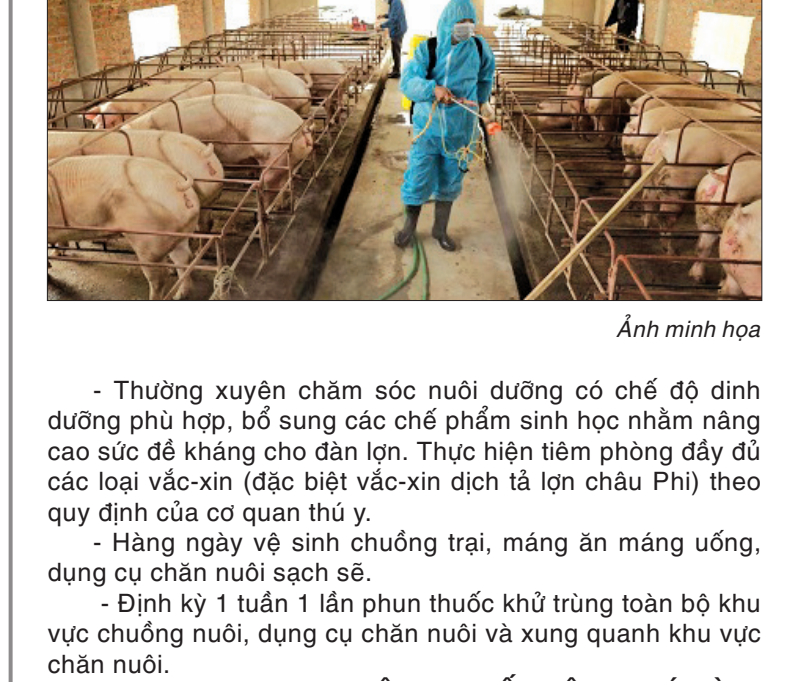 Ảnh minh họa
- Thường xuyên chăm sóc nuôi dưỡng có chế độ dinh
dưỡng phù hợp, bổ sung các chế phẩm sinh học nhằm nâng
cao sức đề kháng cho đàn lợn. Thực hiện tiêm phòng đầy đủ
các loại vắc-xin (đặc biệt vắc-xin dịch tả lợn châu Phi) theo
quy định của cơ quan thú y.
- Hàng ngày vệ sinh chuồng trại, máng ăn máng uống,
dụng cụ chăn nuôi sạch sẽ.
- Định kỳ 1 tuần 1 lần phun thuốc khử trùng toàn bộ khu
vực chuồng nuôi, dụng cụ chăn nuôi và xung quanh khu vực
chăn nuôi.